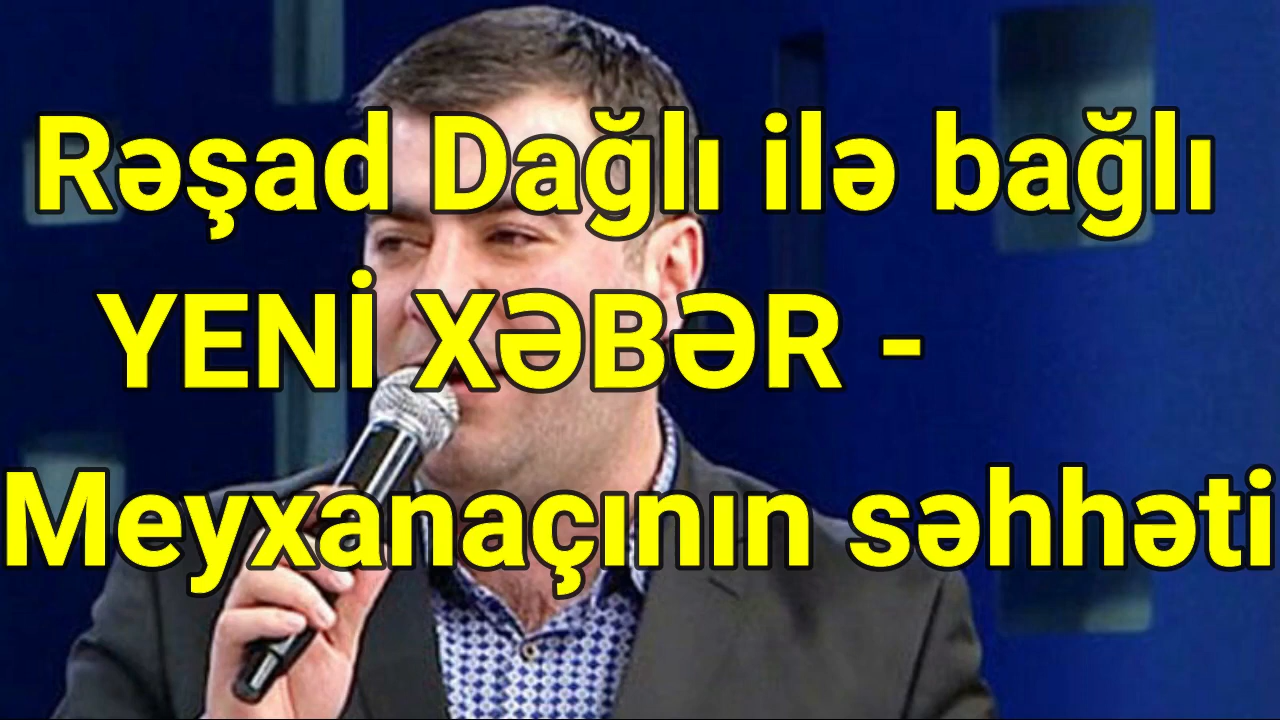 Rəşad Dağlı ilə bağlı
YENİ XƏBƏR -
Meyxanaçının səhhəti